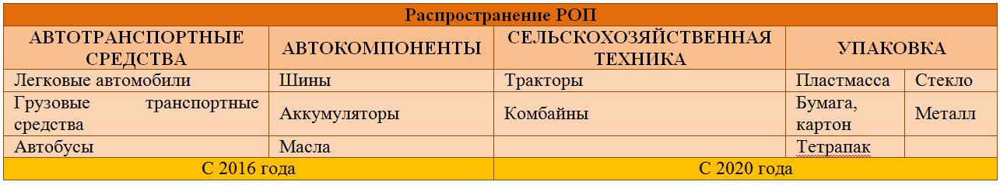 Распространение РОП
АВТОТРАНСПОРТНЫЕ
СРЕДСТВА
АВТОКОМПОНЕНТЫ
СЕЛЬСКОХОЗЯЙСТВЕННАЯ
ТЕХНИКА
УПАКОВКА
Легковые автомобили
Шины
Тракторы
Пластмасса
Стекло
Грузовые транспортные
средства
Аккумуляторы
Комбайны
Бумага,
картон
Металл
Автобусы
Масла
Тетрапак
С 2016 года
С 2020 года